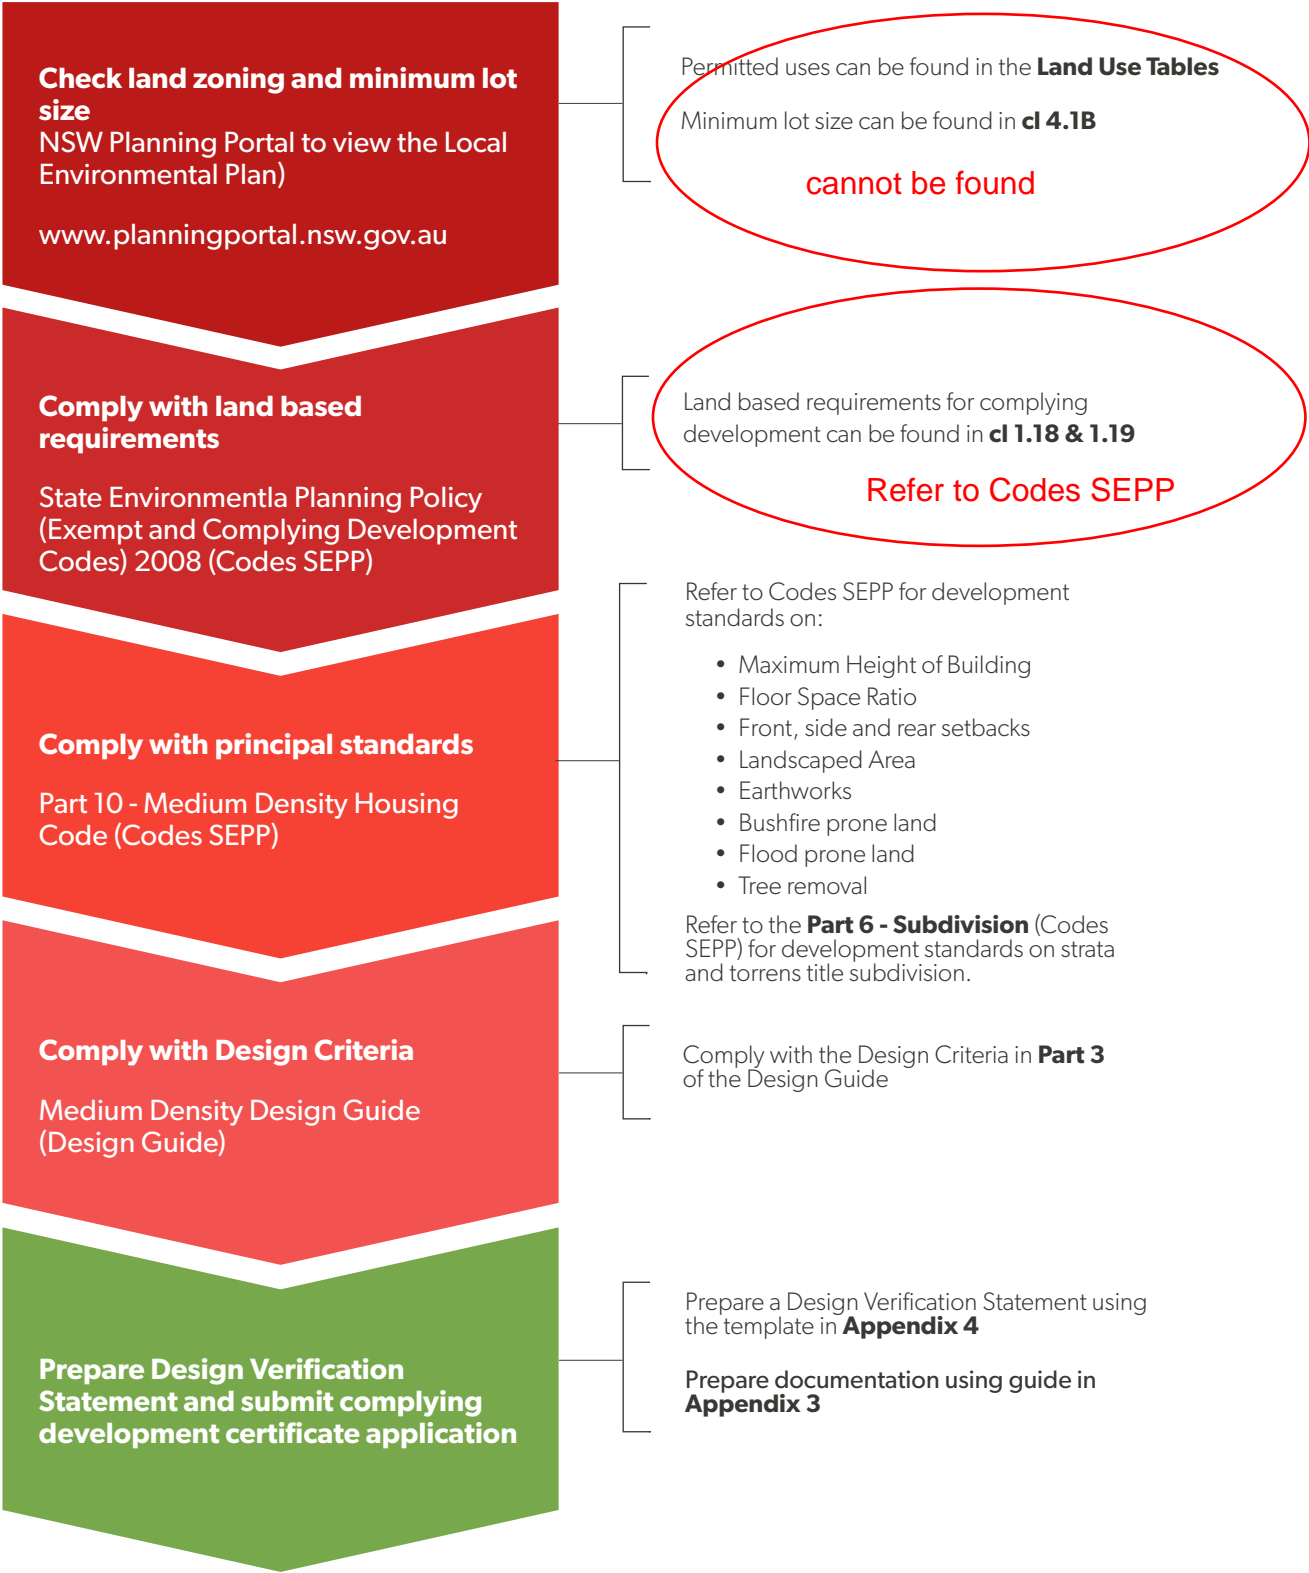 Check land zoning and minimum lot
size
NSW Planning Portal to view the Local
Environmental Plan)
www.planningportal.nsw.gov.au
Permitted uses can be found in the Land Use Tables
Minimum lot size can be found in cl 4.1B
cannot be found
Comply with land based
requirements
State Environmentla Planning Policy
(Exempt and Complying Development
Codes) 2008 (Codes SEPP)
Land based requirements for complying
development can be found in cl 1.18 & 1.19
Refer to Codes SEPP
Comply with principal standards
Part 10 - Medium Density Housing
Code (Codes SEPP)
Refer to Codes SEPP for development
standards on:
• Maximum Height of Building
• Floor Space Ratio
• Front, side and rear setbacks
• Landscaped Area
• Earthworks
• Bushfire prone land
• Flood prone land
• Tree removal
Refer to the Part 6 - Subdivision (Codes
SEPP) for development standards on strata
and torrens title subdivision.
Comply with Design Criteria
Medium Density Design Guide
(Design Guide)
Comply with the Design Criteria in Part 3
of the Design Guide
Prepare Design Verification
Statement and submit complying
development certificate application
Prepare a Design Verification Statement using
the template in Appendix 4
Prepare documentation using guide in
Appendix 3